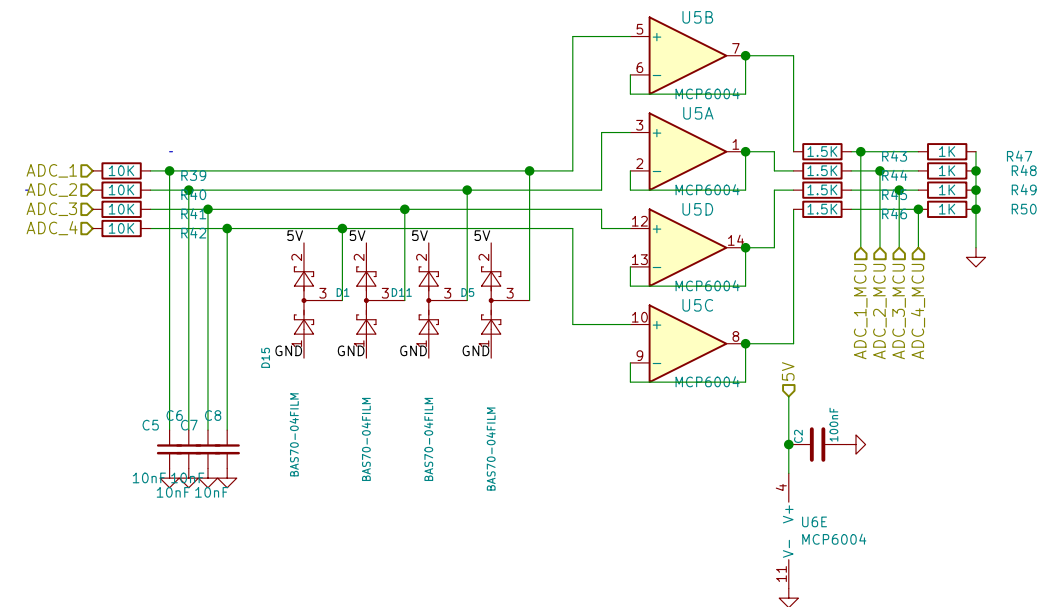 U5B
5
+
7
6
−
MCP6004
U5A
3
+
1
2
−
MCP6004
ADC_1 10K R39
ADC_2 10K R40
ADC_3 10K R41
ADC_4 10K R42
1.5K R43 1K R47
1.5K R44 1K R48
1.5K R45 1K R49
1.5K R46 1K R50
U5D
12
+
14
13
−
MCP6004
5V 5V 5V 5V
2 2 2 2
3 D1 3 D11 3 D5 3
1 1 1 1
GND GND GND GND
D15
BAS70-04FILM
BAS70-04FILM
BAS70-04FILM
BAS70-04FILM
ADC_1_MCU
ADC_2_MCU
ADC_3_MCU
ADC_4_MCU
U5C
10
+
8
9
−
MCP6004
C5 C6 C7 C8
10nF 10nF
10nF 10nF
5V
C2
100nF
4
V+
U6E
MCP6004
V-
11